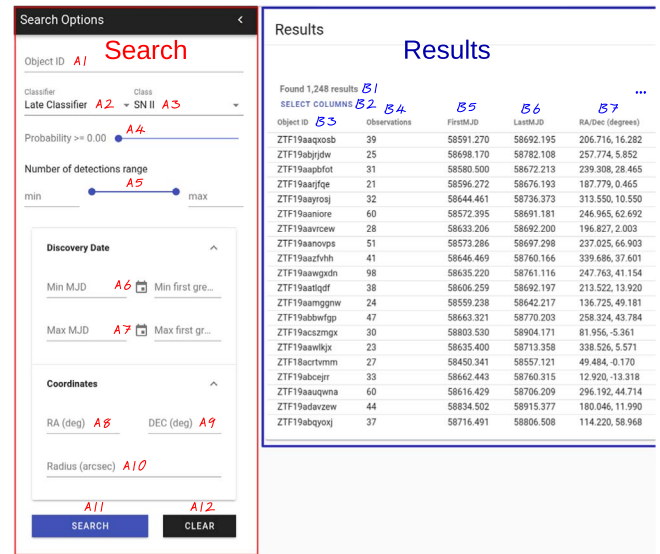 Search Options
Search
Object ID A1
Classifier Class
Late Classifier A2 SN II A3
Probability >= 0.00 A4
Number of detections range
A5
min max
Discovery Date
Min MJD A6 Min first gre...
Max MJD A7 Max first gr...
Coordinates
RA (deg) A8 DEC (deg) A9
Radius (arcsec) A10
A11 A12
SEARCH CLEAR
Results
Results
Found 1,248 results B1
...
SELECT COLUMNS B2
B3 B4 B5 B6 B7
Object ID Observations FirstMJD LastMJD RA/Dec (degrees)
ZTF19aaqxosb 39 58591.270 58692.195 206.716, 16.282
ZTF19abjrjdw 25 58698.170 58782.108 257.774, 5.852
ZTF19aapbfot 31 58580.500 58672.213 239.308, 28.465
ZTF19aarjfqe 21 58596.272 58676.193 187.779, 0.465
ZTF19aayrosj 32 58644.461 58736.373 313.550, 10.550
ZTF19aaniore 60 58572.395 58691.181 246.965, 62.692
ZTF19aavrcew 28 58633.206 58692.200 196.827, 2.003
ZTF19aanovps 51 58573.286 58697.298 237.025, 66.903
ZTF19aazfvhh 41 58646.469 58760.166 339.686, 37.601
ZTF19aawgxdn 98 58635.220 58761.116 247.763, 41.154
ZTF19aatlqdf 38 58606.259 58692.197 213.522, 13.920
ZTF19aamggnw 24 58559.238 58642.217 136.725, 49.181
ZTF19abbwfgp 47 58663.321 58770.203 258.324, 43.784
ZTF19acszmgx 30 58803.530 58904.171 81.956, -5.361
ZTF19aawlkjx 23 58635.400 58713.358 338.526, 5.571
ZTF18acrtvmm 27 58450.341 58557.121 49.484, -0.170
ZTF19abcejrr 33 58662.443 58760.315 12.920, -13.318
ZTF19aauqwna 60 58616.429 58706.209 296.192, 44.714
ZTF19adavzew 44 58834.502 58915.377 180.046, 11.990
ZTF19abqyoxj 37 58716.491 58806.508 114.220, 58.968